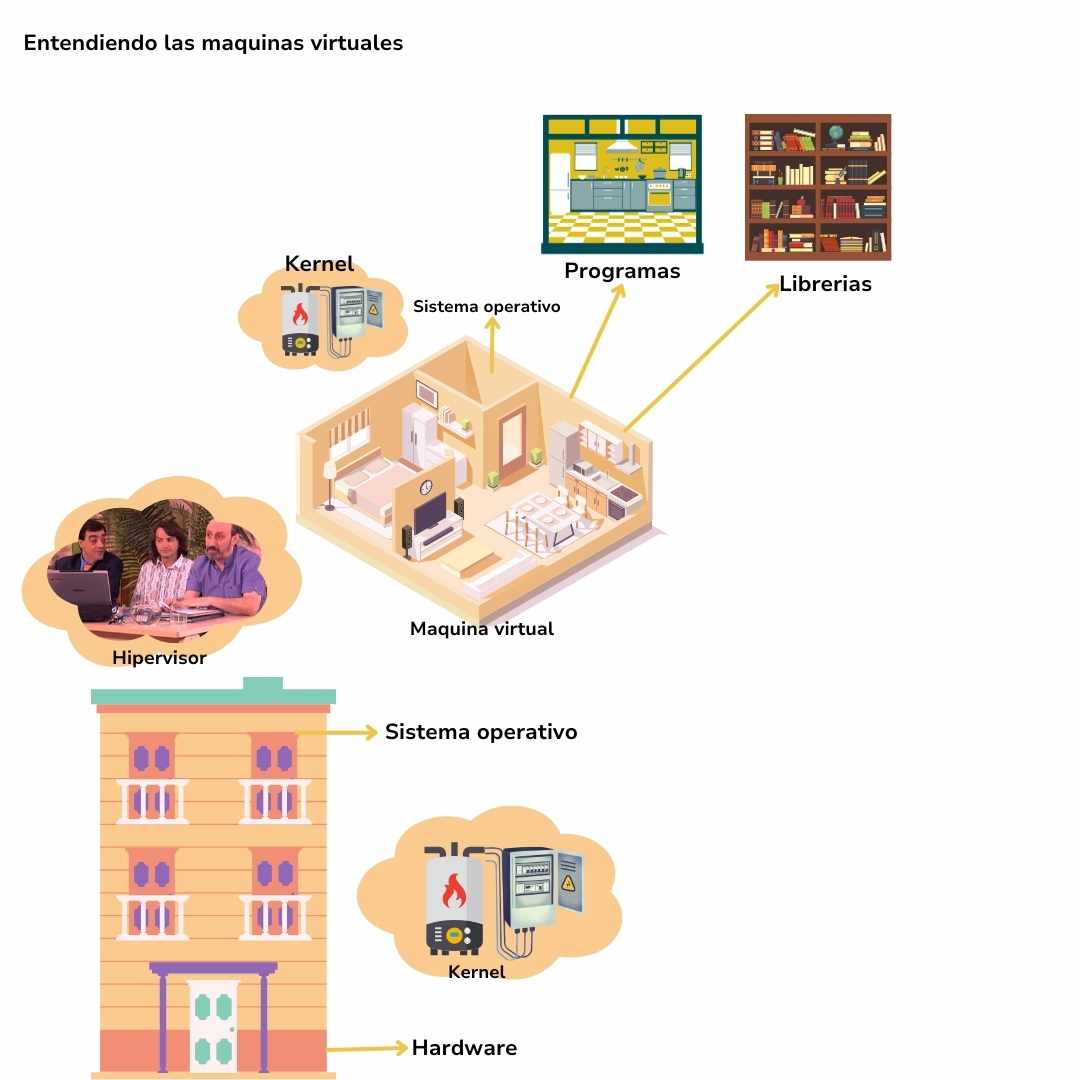 Entendiendo las maquinas virtuales
Kernel
Programas
Librerias
Sistema operativo
Maquina virtual
Hipervisor
Sistema operativo
Kernel
Hardware